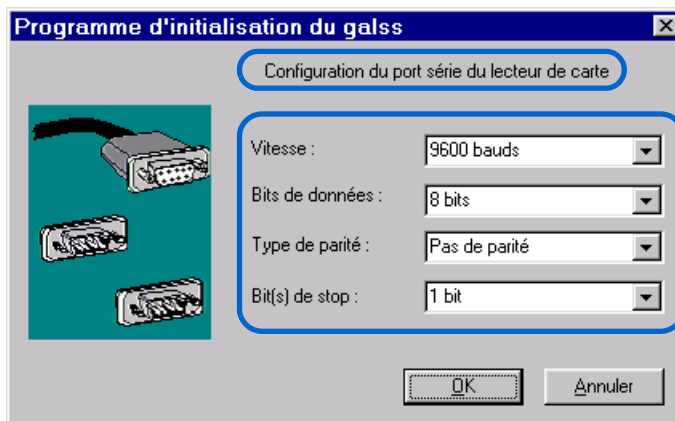 Programme d'initialisation du galss
Configuration du port série du lecteur de carte
Vitesse : 9600 bauds
Bits de données : 8 bits
Type de parité : Pas de parité
Bit(s) de stop : 1 bit
OK Annuler